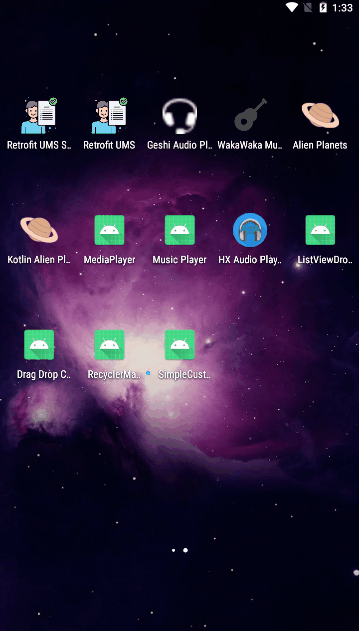 1:33
Retrofit UMS S..
Retrofit UMS
Geshi Audio Pl..
WakaWaka Mu..
Alien Planets
Kotlin Alien Pl..
MediaPlayer
Music Player
HX Audio Play..
ListViewDro..
Drag Drop C..
RecyclerMa..
SimpleCust..